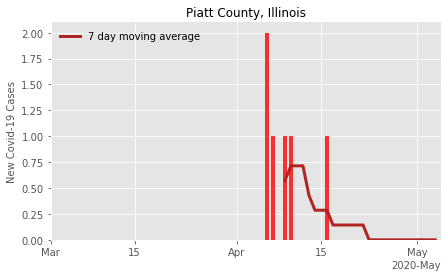 Piatt County, Illinois
7 day moving average
New Covid-19 Cases
2.00
1.75
1.50
1.25
1.00
0.75
0.50
0.25
0.00
Mar 15 Apr 15 May
2020-May